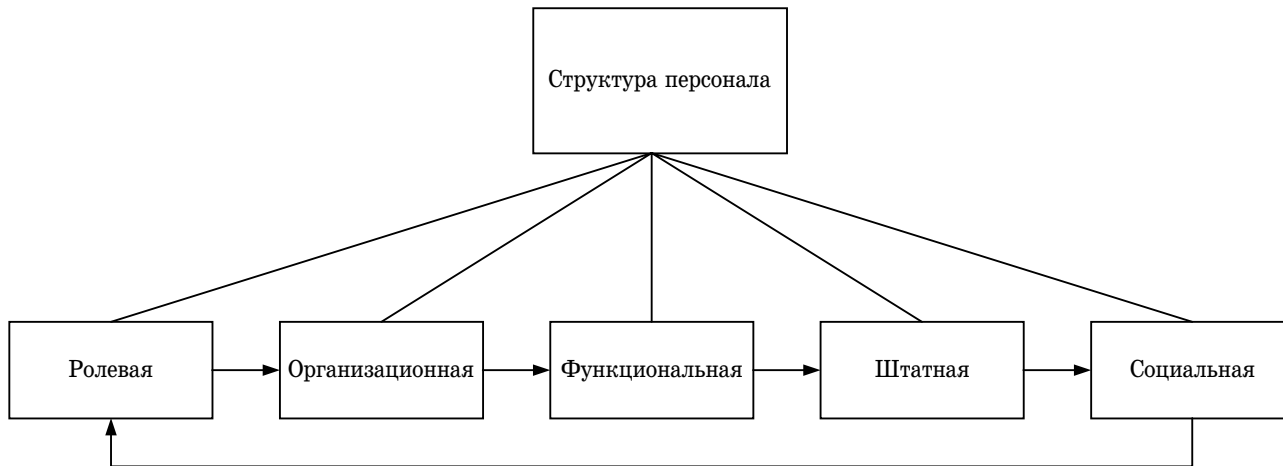 Структура персонала
Ролевая
Организационная
Функциональная
Штатная
Социальная